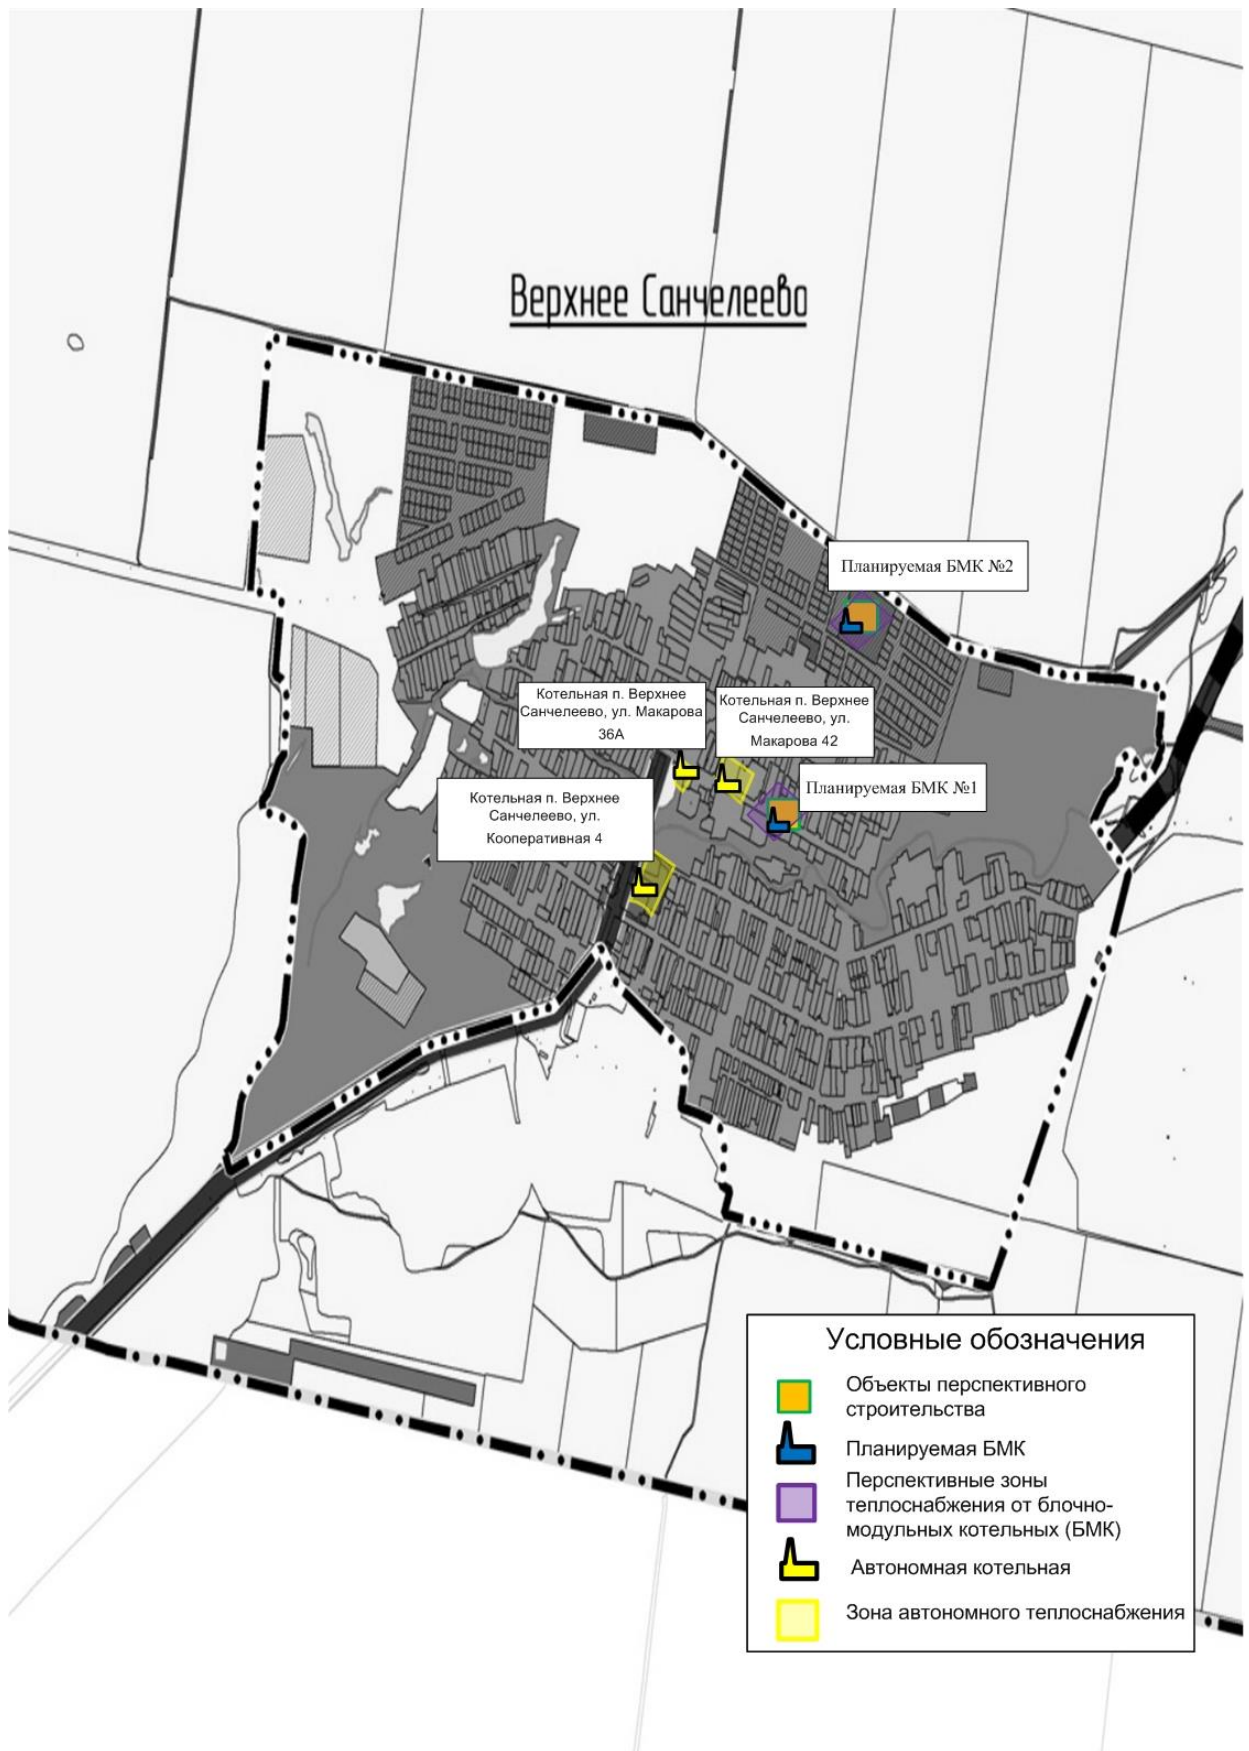 Верхнее Санчелеево
Планируемая БМК №2
Котельная п. Верхнее
Санчелеево, ул. Макарова
36А
Котельная п. Верхнее
Санчелеево, ул.
Макарова 42
Планируемая БМК №1
Котельная п. Верхнее
Санчелеево, ул.
Кооперативная 4
Условные обозначения
Объекты перспективного
строительства
Планируемая БМК
Перспективные зоны
теплоснабжения от блочно-
модульных котельных (БМК)
Автономная котельная
Зона автономного теплоснабжения